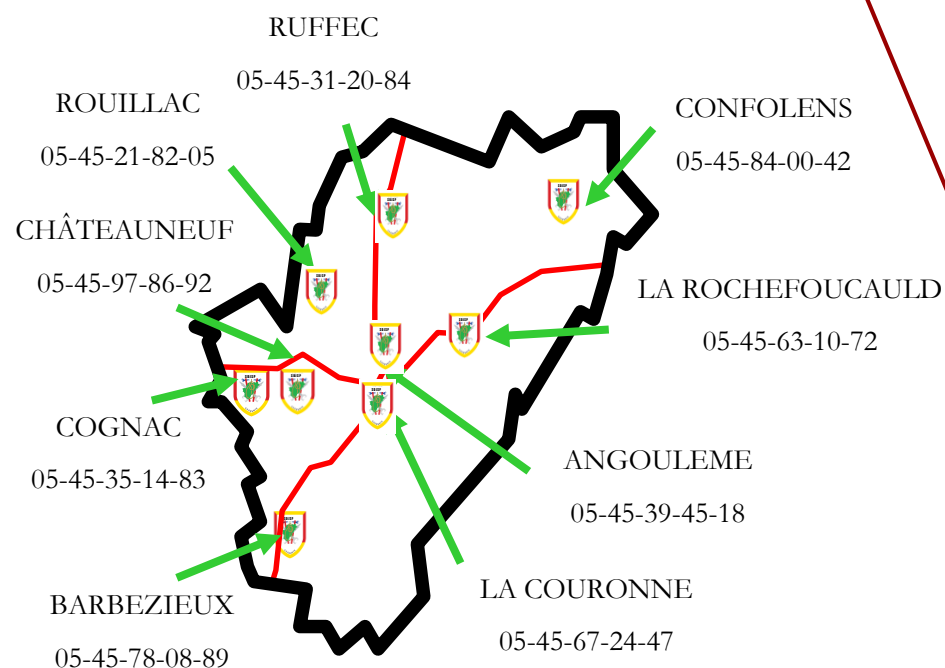 RUFFEC
05-45-31-20-84
ROUILLAC
05-45-21-82-05
CONFOLENS
05-45-84-00-42
CHÂTEAUNEUF
05-45-97-86-92
LA ROCHEFOUCAULD
05-45-63-10-72
COGNAC
05-45-35-14-83
ANGOULEME
05-45-39-45-18
BARBEZIEUX
05-45-78-08-89
LA COURONNE
05-45-67-24-47